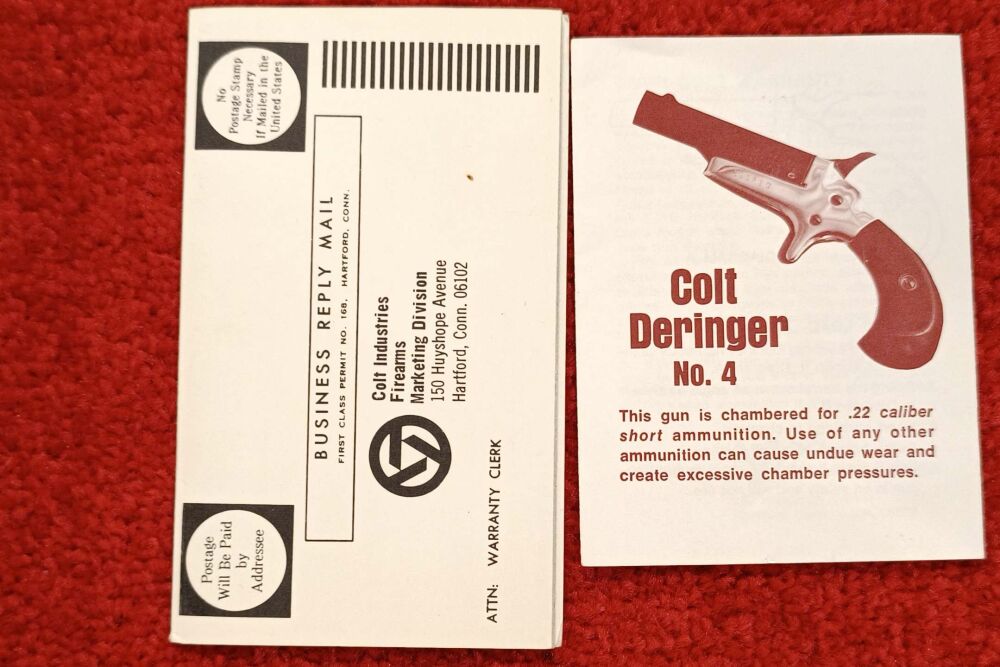 No
Postage Stamp
Necessary
If Mailed in the
United States
BUSINESS REPLY MAIL
FIRST CLASS PERMIT NO. 168, HARTFORD, CONN.
Colt Industries
Firearms
Marketing Division
150 Huyshope Avenue
Hartford, Conn. 06102
ATTN: WARRANTY CLERK
Postage
Will Be Paid
by
Addressee
Colt
Deringer
No. 4
This gun is chambered for .22 caliber
short ammunition. Use of any other
ammunition can cause undue wear and
create excessive chamber pressures.